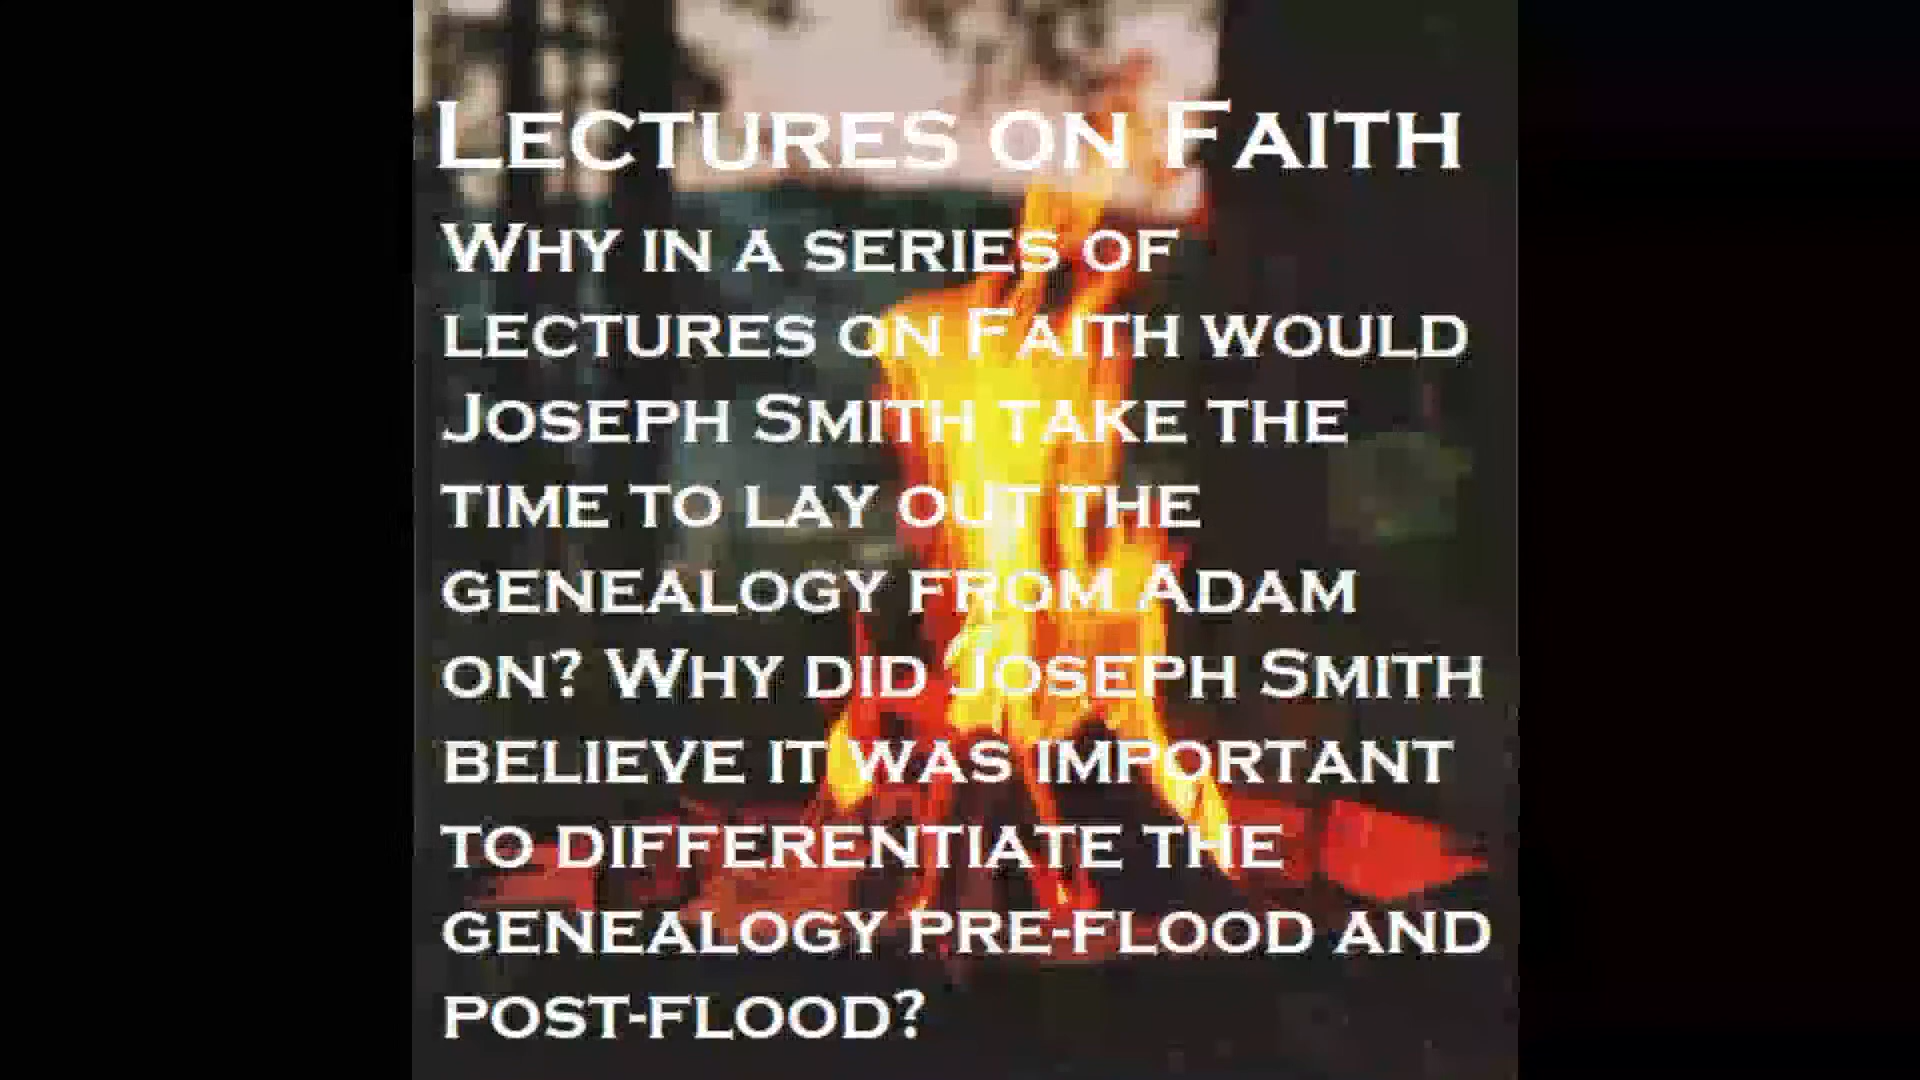 Lectures on Faith
Why in a series of
lectures on Faith would
Joseph Smith take the
time to lay out the
genealogy from Adam
on? Why did Joseph Smith
believe it was important
to differentiate the
genealogy pre-flood and
post-flood?